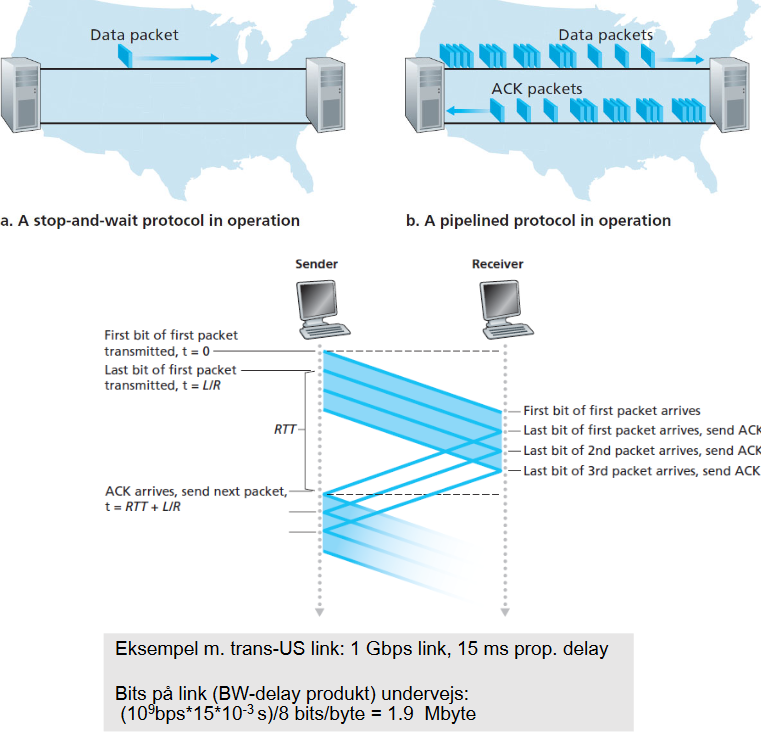 Data packet
Data packets
ACK packets
a. A stop-and-wait protocol in operation
b. A pipelined protocol in operation
Sender
Receiver
First bit of first packet
transmitted, t = 0
Last bit of first packet
transmitted, t = L/R
RTT
First bit of first packet arrives
Last bit of first packet arrives, send ACK
Last bit of 2nd packet arrives, send ACK
Last bit of 3rd packet arrives, send ACK
ACK arrives, send next packet,
t = RTT + L/R
Eksempel m. trans-US link: 1 Gbps link, 15 ms prop. delay
Bits på link (BW-delay produkt) undervejs:
(10⁹bps*15*10⁻³ s)/8 bits/byte = 1.9 Mbyte